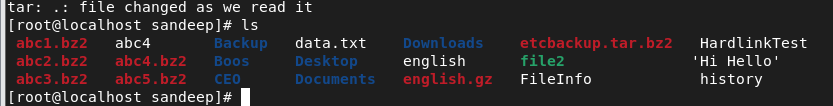 tar: .: file changed as we read it
[root@localhost sandeep]# ls
abc1.bz2 abc4 Backup data.txt Downloads etcbackup.tar.bz2 HardlinkTest
abc2.bz2 abc4.bz2 Boos Desktop english file2 'Hi Hello'
abc3.bz2 abc5.bz2 CEO Documents english.gz FileInfo history
[root@localhost sandeep]#